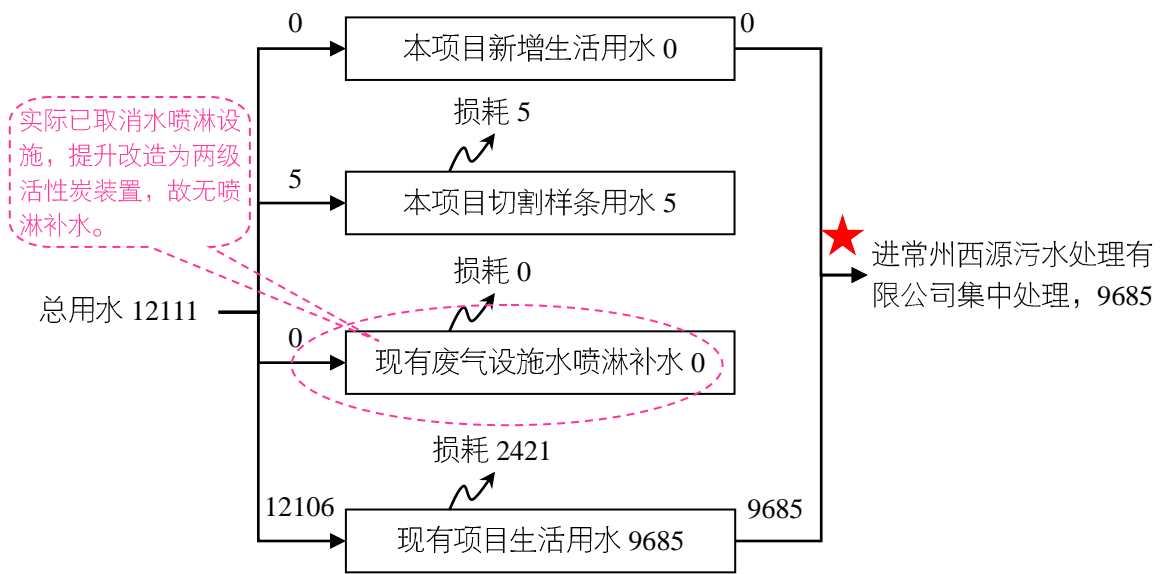 0
本项目新增生活用水 0
0
实际已取消水喷淋设
施，提升改造为两级
活性炭装置，故无喷
淋补水。
损耗 5
5
本项目切割样条用水 5
进常州西源污水处理有
限公司集中处理，9685
总用水 12111
损耗 0
0
现有废气设施水喷淋补水 0
损耗 2421
12106
现有项目生活用水 9685
9685